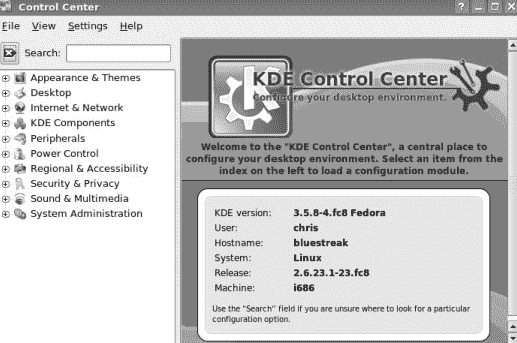 Control Center
File View Settings Help
Search:
Appearance & Themes
Desktop
Internet & Network
KDE Components
Peripherals
Power Control
Regional & Accessibility
Security & Privacy
Sound & Multimedia
System Administration
KDE Control Center
Configure your desktop environment.
Welcome to the "KDE Control Center", a central place to
configure your desktop environment. Select an item from the
index on the left to load a configuration module.
KDE version: 3.5.8-4.fc8 Fedora
User: chris
Hostname: bluestreak
System: Linux
Release: 2.6.23.1-23.fc8
Machine: i686
Use the "Search" field if you are unsure where to look for a particular
configuration option.